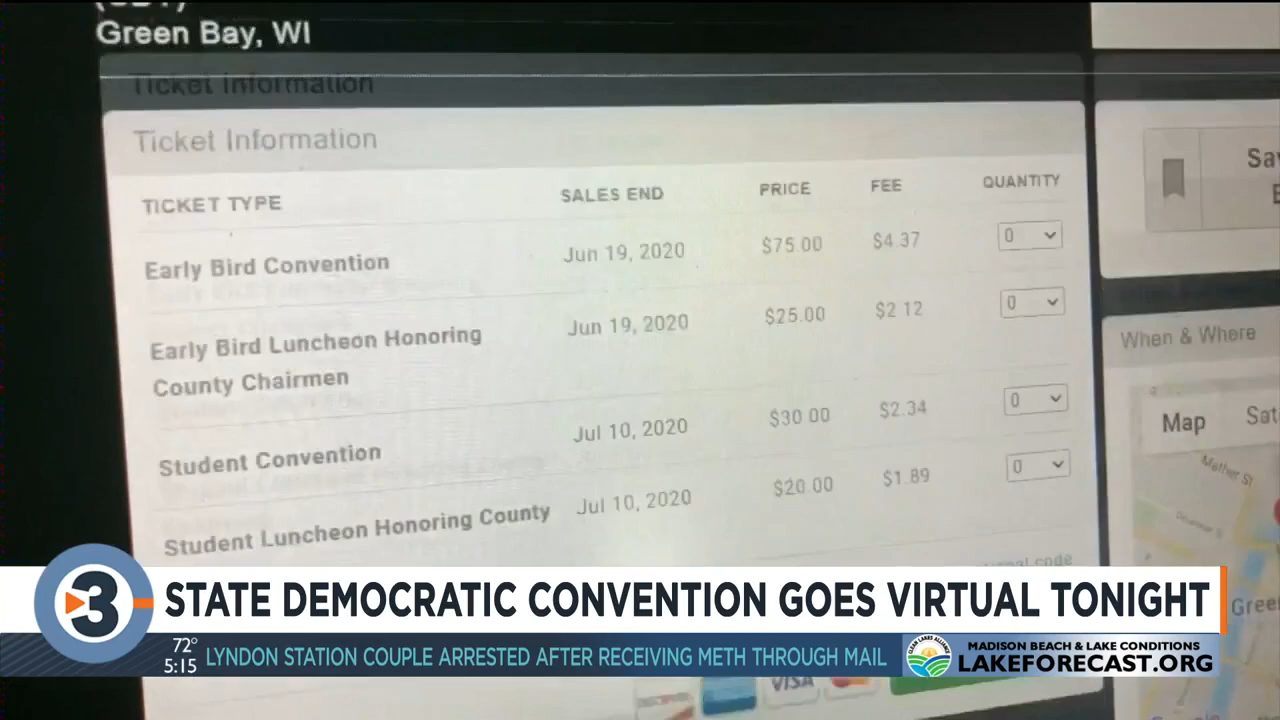 Green Bay, WI
Ticket Information
Ticket Information
TICKET TYPE SALES END PRICE FEE QUANTITY
Early Bird Convention Jun 19, 2020 $75.00 $4.37 0
Early Bird Luncheon Honoring County Chairmen Jun 19, 2020 $25.00 $2 12 0
Student Convention Jul 10, 2020 $30 00 $2.34 0
Student Luncheon Honoring County Jul 10, 2020 $20.00 $1.89 0
code
When & Where
Map
Mather St
3 STATE DEMOCRATIC CONVENTION GOES VIRTUAL TONIGHT
72°
5:15 LYNDON STATION COUPLE ARRESTED AFTER RECEIVING METH THROUGH MAIL
MADISON BEACH & LAKE CONDITIONS
LAKEFORECAST.ORG
VISA